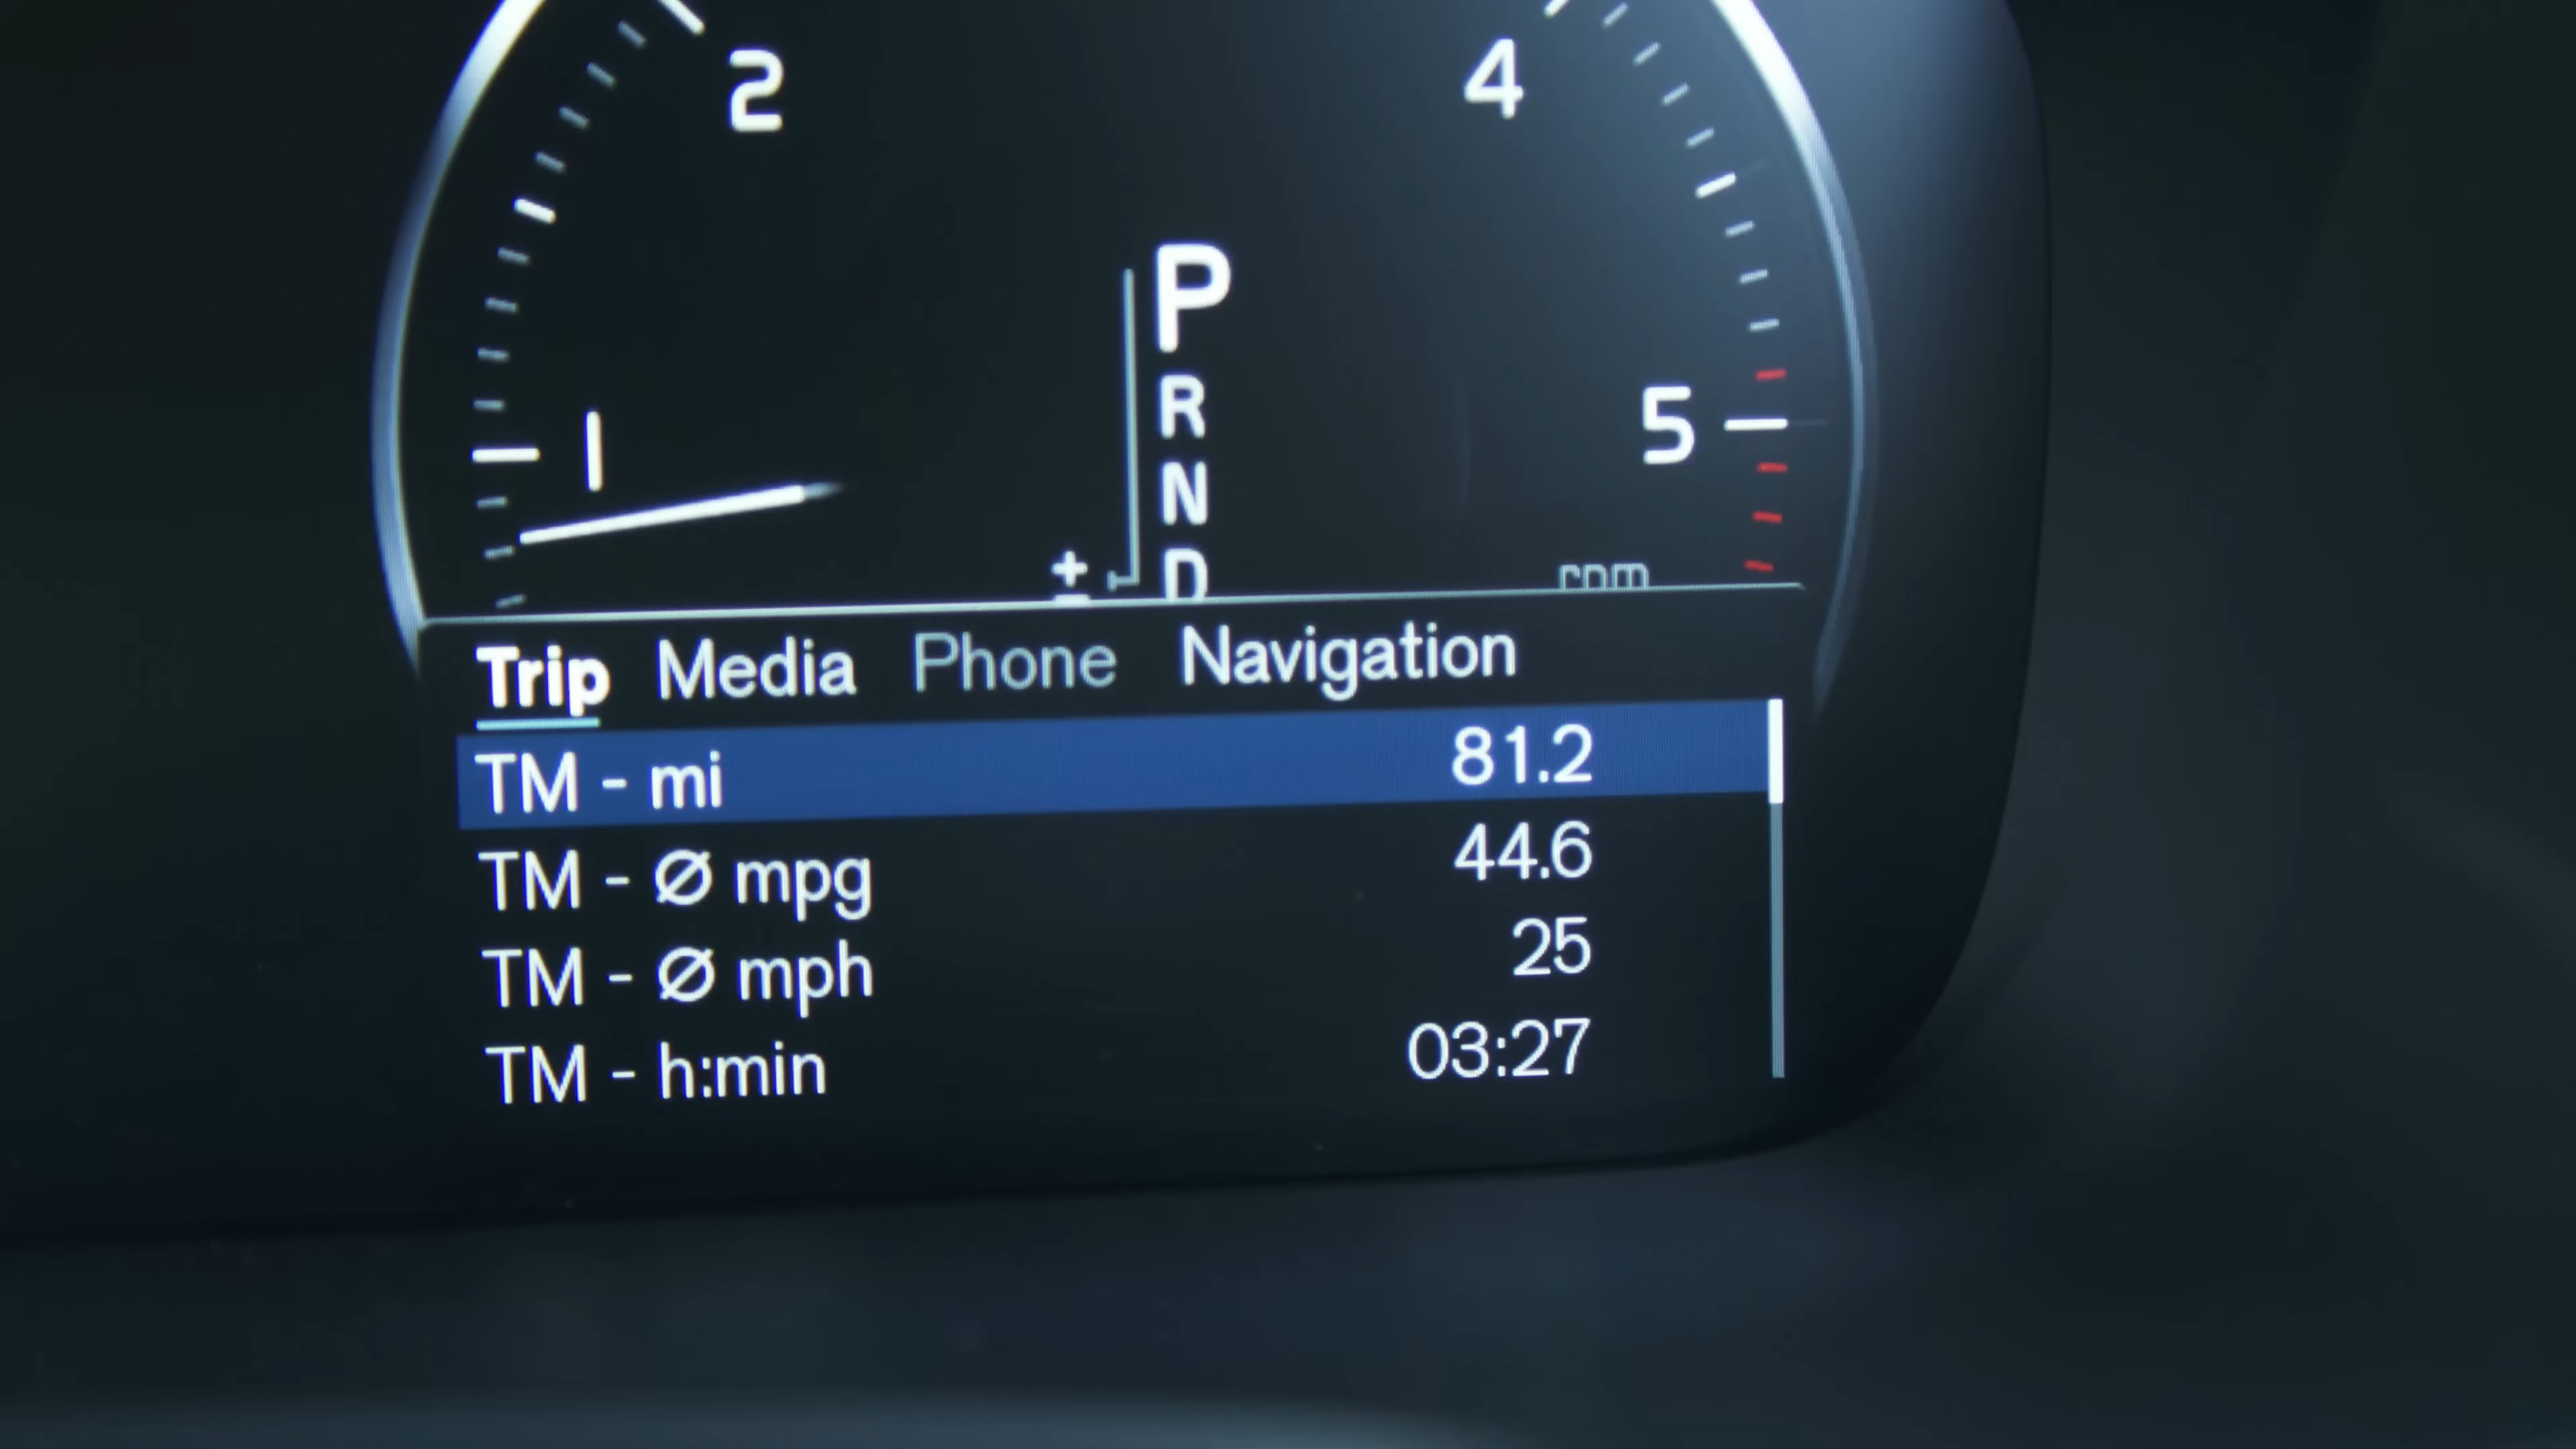 2
4
P
R
1
5
N
±
D
rpm
Trip Media Phone Navigation
TM - mi 81.2
TM - Ø mpg 44.6
TM - Ø mph 25
TM - h:min 03:27